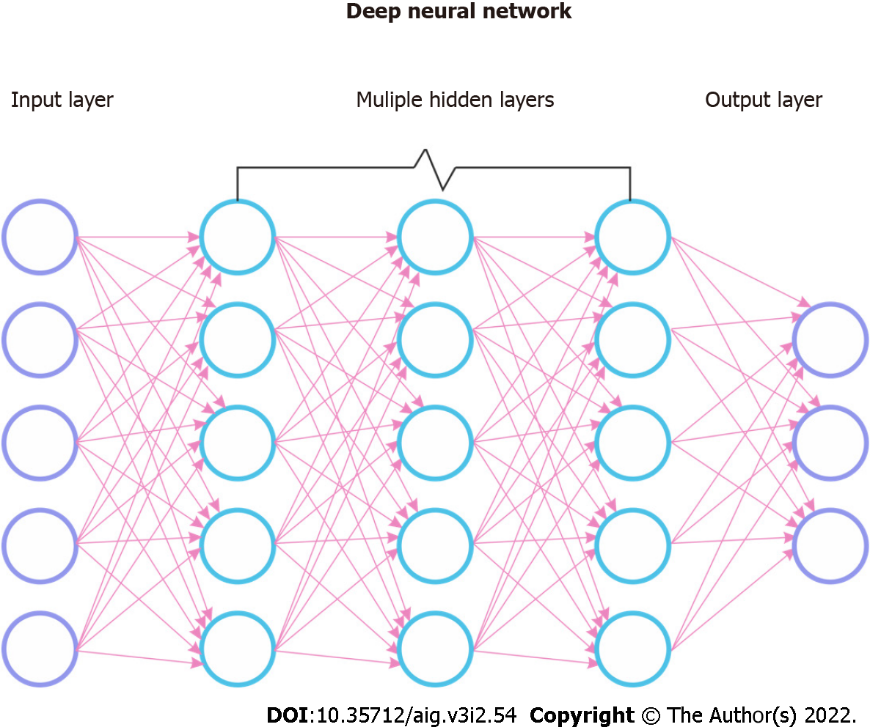 Deep neural network
Input layer
Muliple hidden layers
Output layer
DOI:10.35712/aig.v3i2.54 Copyright © The Author(s) 2022.